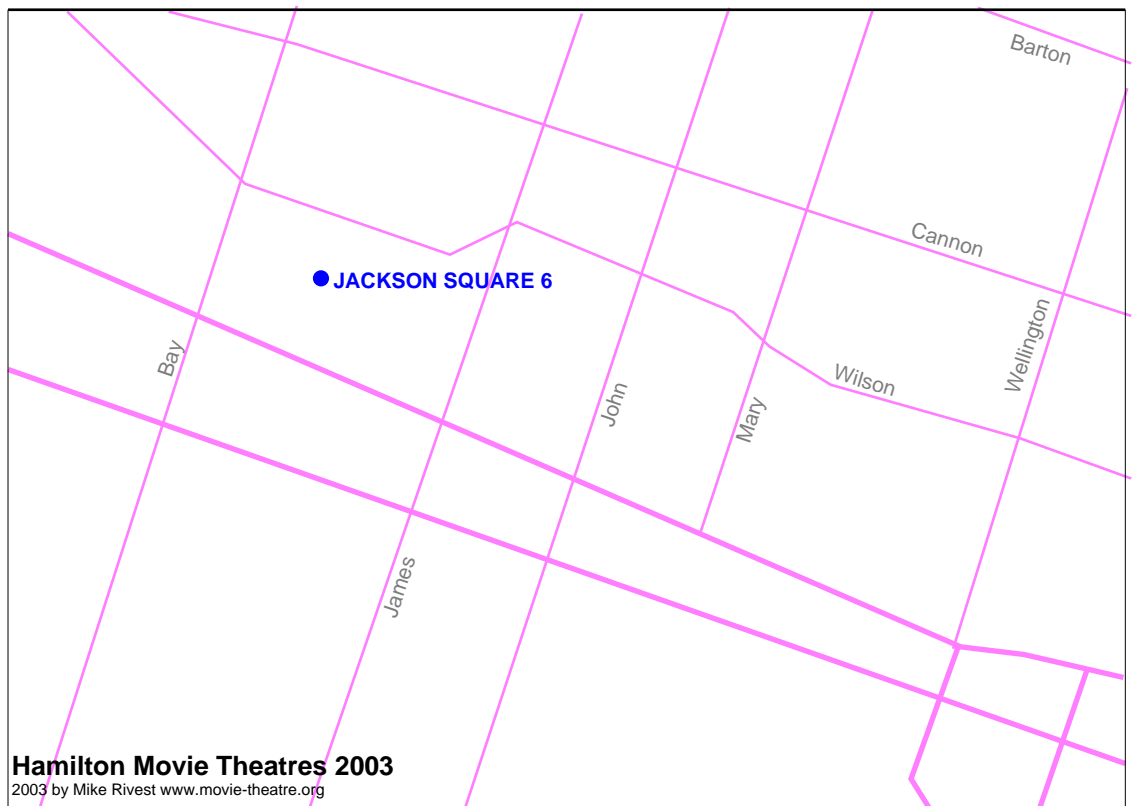 Barton
Cannon
JACKSON SQUARE 6
Wellington
Bay
Wilson
John
Mary
James
Hamilton Movie Theatres 2003
2003 by Mike Rivest www.movie-theatre.org